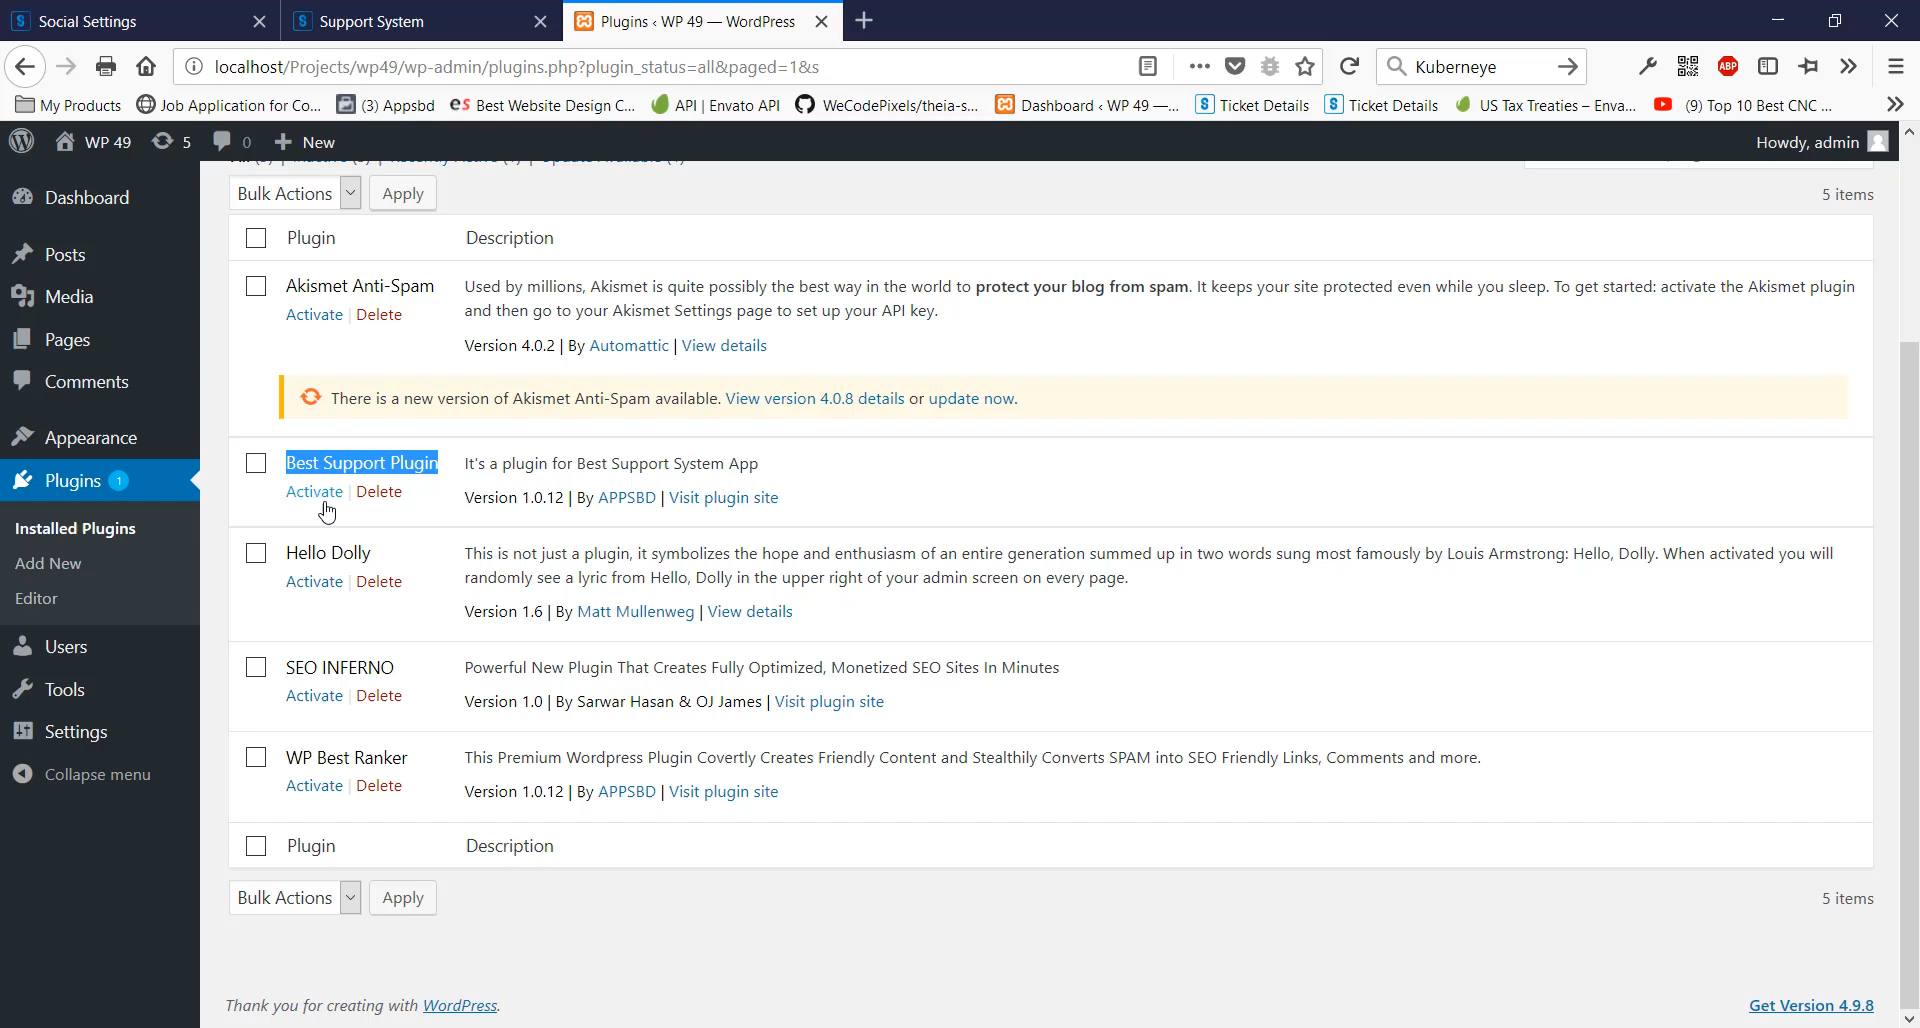 Social Settings
Support System
Plugins ‹ WP 49 — WordPress
localhost/Projects/wp49/wp-admin/plugins.php?plugin_status=all&paged=1&s
Kuberneye
ABP
My Products
Job Application for Co...
(3) Appsbd
es Best Website Design C...
API | Envato API
WeCodePixels/theia-s...
Dashboard ‹ WP 49 —...
Ticket Details
Ticket Details
US Tax Treaties – Enva...
(9) Top 10 Best CNC ...
WP 49
5
0
New
Howdy, admin
Dashboard
Posts
Media
Pages
Comments
Appearance
Plugins 1
Installed Plugins
Add New
Editor
Users
Tools
Settings
Collapse menu
Bulk Actions
Apply
5 items
Plugin
Description
Akismet Anti-Spam
Activate | Delete
Used by millions, Akismet is quite possibly the best way in the world to protect your blog from spam. It keeps your site protected even while you sleep. To get started: activate the Akismet plugin
and then go to your Akismet Settings page to set up your API key.
Version 4.0.2 | By Automattic | View details
There is a new version of Akismet Anti-Spam available. View version 4.0.8 details or update now.
Best Support Plugin
Activate | Delete
It's a plugin for Best Support System App
Version 1.0.12 | By APPSBD | Visit plugin site
Hello Dolly
Activate | Delete
This is not just a plugin, it symbolizes the hope and enthusiasm of an entire generation summed up in two words sung most famously by Louis Armstrong: Hello, Dolly. When activated you will
randomly see a lyric from Hello, Dolly in the upper right of your admin screen on every page.
Version 1.6 | By Matt Mullenweg | View details
SEO INFERNO
Activate | Delete
Powerful New Plugin That Creates Fully Optimized, Monetized SEO Sites In Minutes
Version 1.0 | By Sarwar Hasan & OJ James | Visit plugin site
WP Best Ranker
Activate | Delete
This Premium Wordpress Plugin Covertly Creates Friendly Content and Stealthily Converts SPAM into SEO Friendly Links, Comments and more.
Version 1.0.12 | By APPSBD | Visit plugin site
Plugin
Description
Bulk Actions
Apply
5 items
Thank you for creating with WordPress.
Get Version 4.9.8